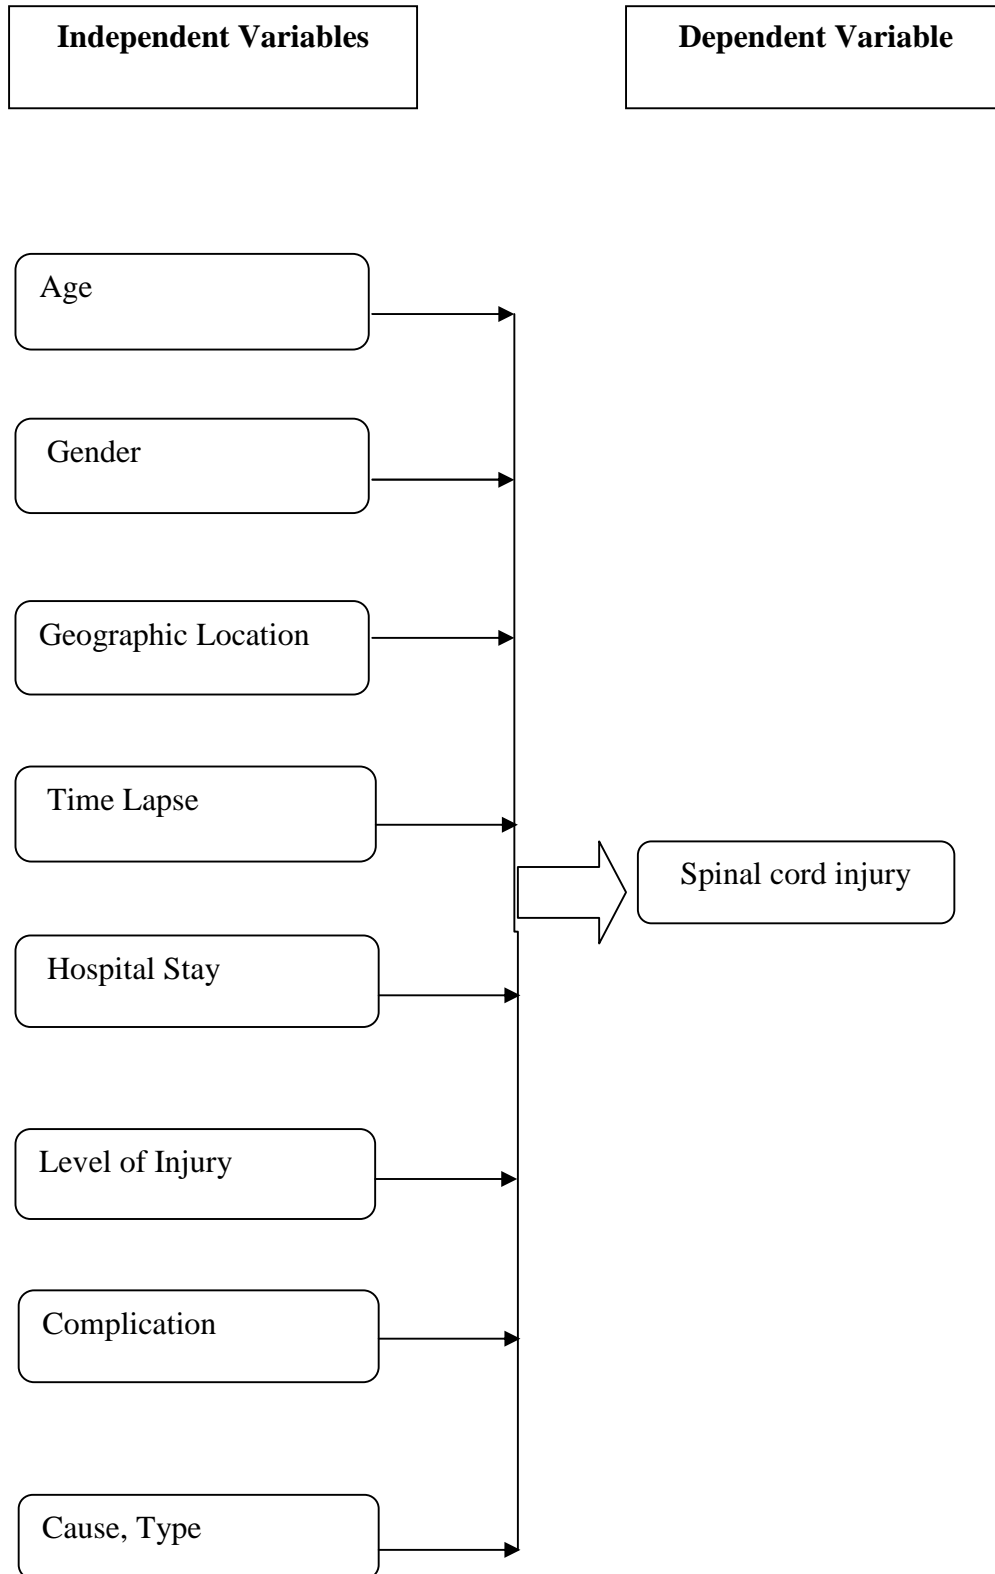 Independent Variables
Dependent Variable
Age
Gender
Geographic Location
Time Lapse
Spinal cord injury
Hospital Stay
Level of Injury
Complication
Cause, Type